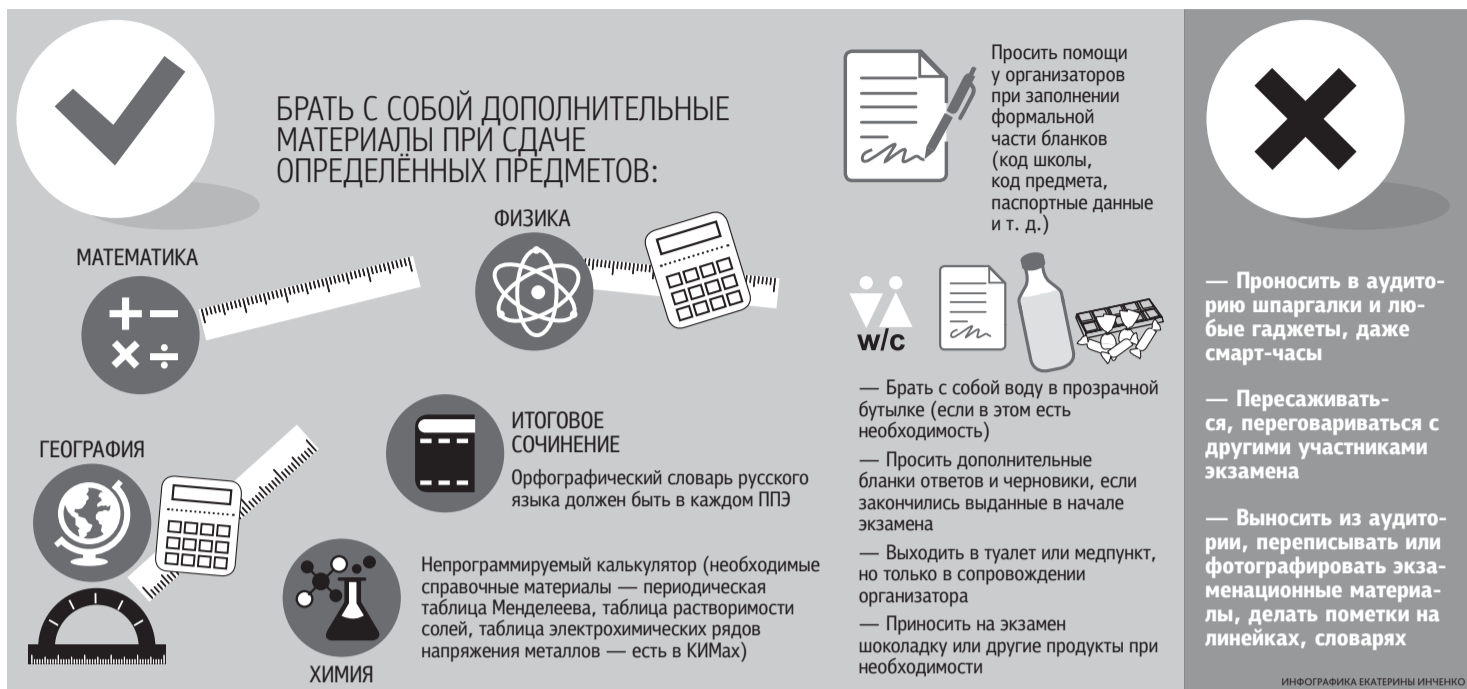 БРАТЬ С СОБОЙ ДОПОЛНИТЕЛЬНЫЕ
МАТЕРИАЛЫ ПРИ СДАЧЕ
ОПРЕДЕЛЁННЫХ ПРЕДМЕТОВ:
МАТЕМАТИКА
ФИЗИКА
ГЕОГРАФИЯ
ИТОГОВОЕ
СОЧИНЕНИЕ
Орфографический словарь русского
языка должен быть в каждом ППЭ
ХИМИЯ
Непрограммируемый калькулятор (необходимые
справочные материалы — периодическая
таблица Менделеева, таблица растворимости
солей, таблица электрохимических рядов
напряжения металлов — есть в КИМах)
Просить помощи
у организаторов
при заполнении
формальной
части бланков
(код школы,
код предмета,
паспортные данные
и т. д.)
w/c
— Брать с собой воду в прозрачной
бутылке (если в этом есть
необходимость)
— Просить дополнительные
бланки ответов и черновики, если
закончились выданные в начале
экзамена
— Выходить в туалет или медпункт,
но только в сопровождении
организатора
— Приносить на экзамен
шоколадку или другие продукты при
необходимости
— Проносить в аудито-
рию шпаргалки и лю-
бые гаджеты, даже
смарт-часы
— Пересаживать-
ся, переговариваться с
другими участниками
экзамена
— Выносить из аудито-
рии, переписывать или
фотографировать экза-
менационные материа-
лы, делать пометки на
линейках, словарях
ИНФОГРАФИКА ЕКАТЕРИНЫ ИНЧЕНКО